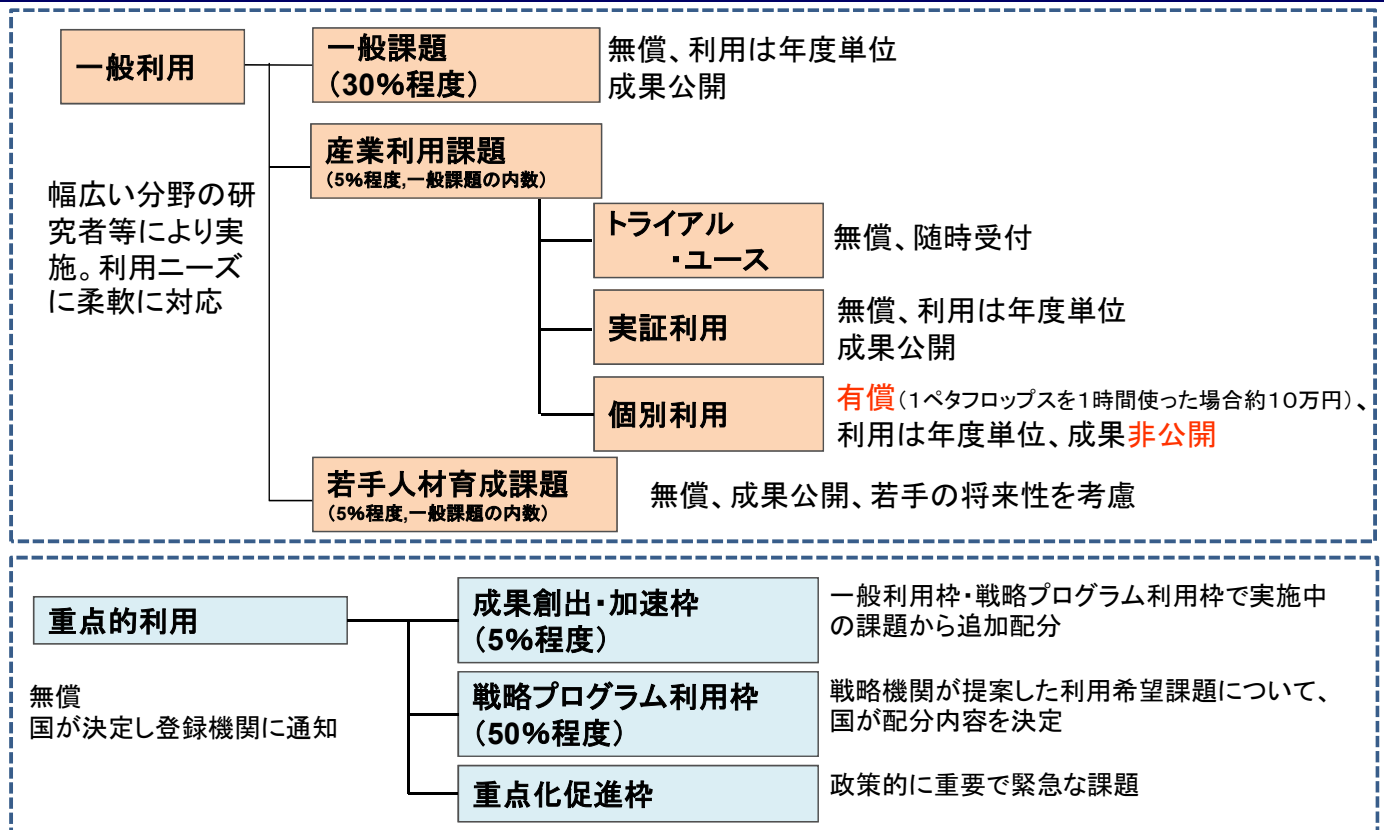 一般利用
一般課題
(30%程度)
無償、利用は年度単位
成果公開
産業利用課題
(5%程度,一般課題の内数)
幅広い分野の研
究者等により実
施。利用ニーズ
に柔軟に対応
トライアル
・ユース
無償、随時受付
実証利用
無償、利用は年度単位
成果公開
個別利用
有償(1ペタフロップスを1時間使った場合約10万円)、
利用は年度単位、成果非公開
若手人材育成課題
(5%程度,一般課題の内数)
無償、成果公開、若手の将来性を考慮
重点的利用
無償
国が決定し登録機関に通知
成果創出・加速枠
(5%程度)
一般利用枠・戦略プログラム利用枠で実施中
の課題から追加配分
戦略プログラム利用枠
(50%程度)
戦略機関が提案した利用希望課題について、
国が配分内容を決定
重点化促進枠
政策的に重要で緊急な課題